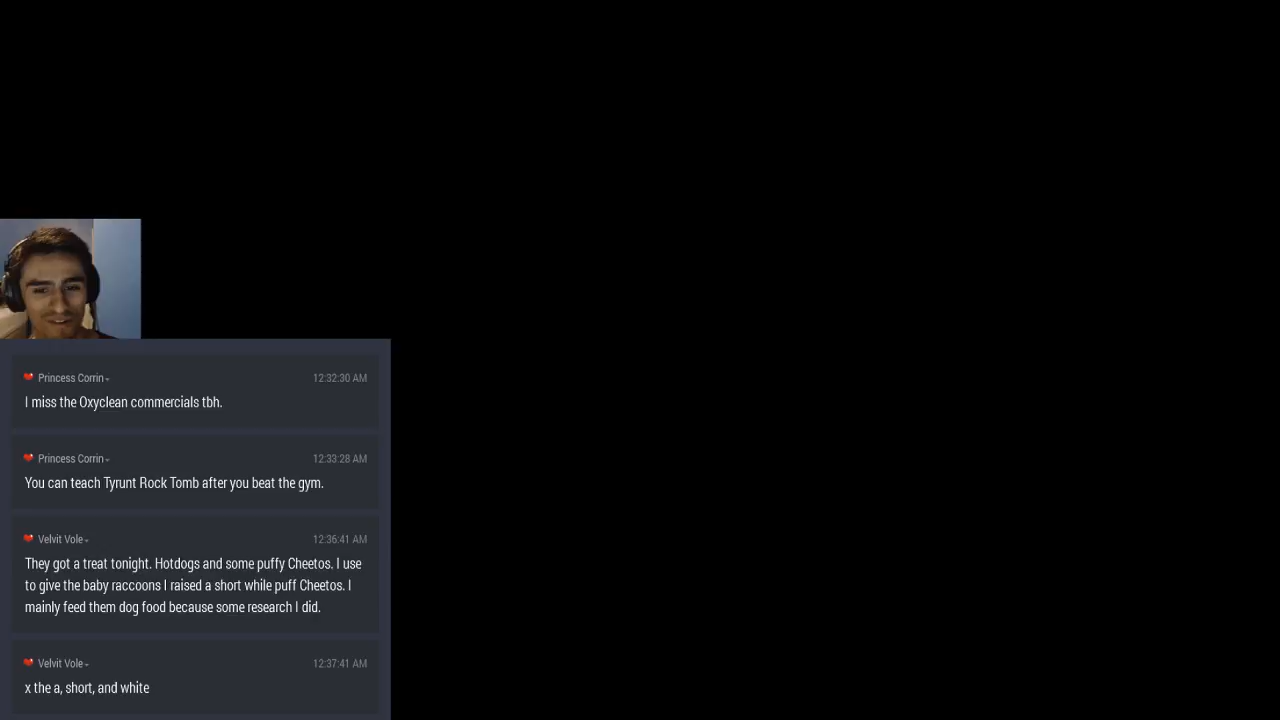 Princess Corrin 12:32:30 AM
I miss the Oxyclean commercials tbh.
Princess Corrin 12:33:28 AM
You can teach Tyrunt Rock Tomb after you beat the gym.
Velvit Vole 12:36:41 AM
They got a treat tonight. Hotdogs and some puffy Cheetos. I use
to give the baby raccoons I raised a short while puff Cheetos. I
mainly feed them dog food because some research I did.
Velvit Vole 12:37:41 AM
x the a, short, and white